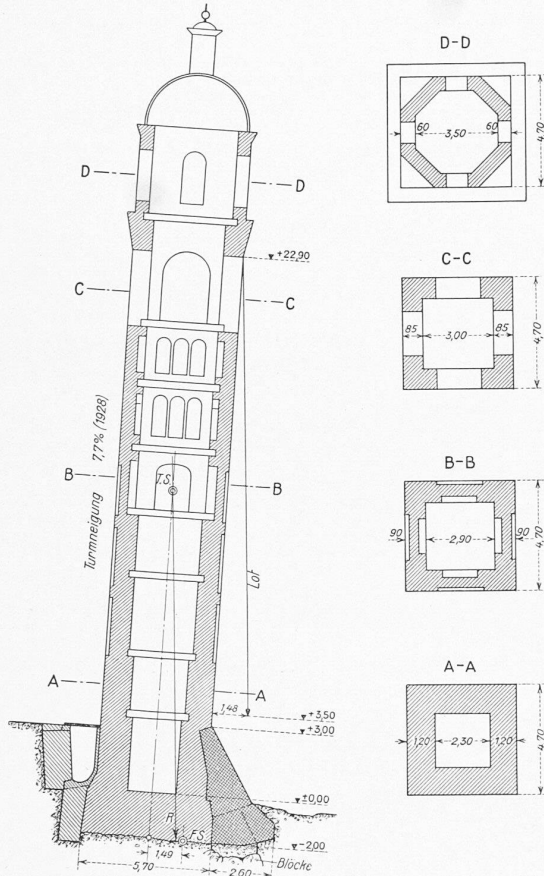 D-D
60
3,50
60
4.70
D
D
+22,90
C
C
C-C
85
3,00
85
4,70
Turmneigung 7,7% (1928)
B
T.S.
B
Lot
B-B
90
2,90
90
4,70
A
A
1,48
+3,50
+3,00
A-A
1,20
2,30
1,20
4.70
±0,00
R
F.S.
-2,00
1,49
Blöcke
5,70
2,60